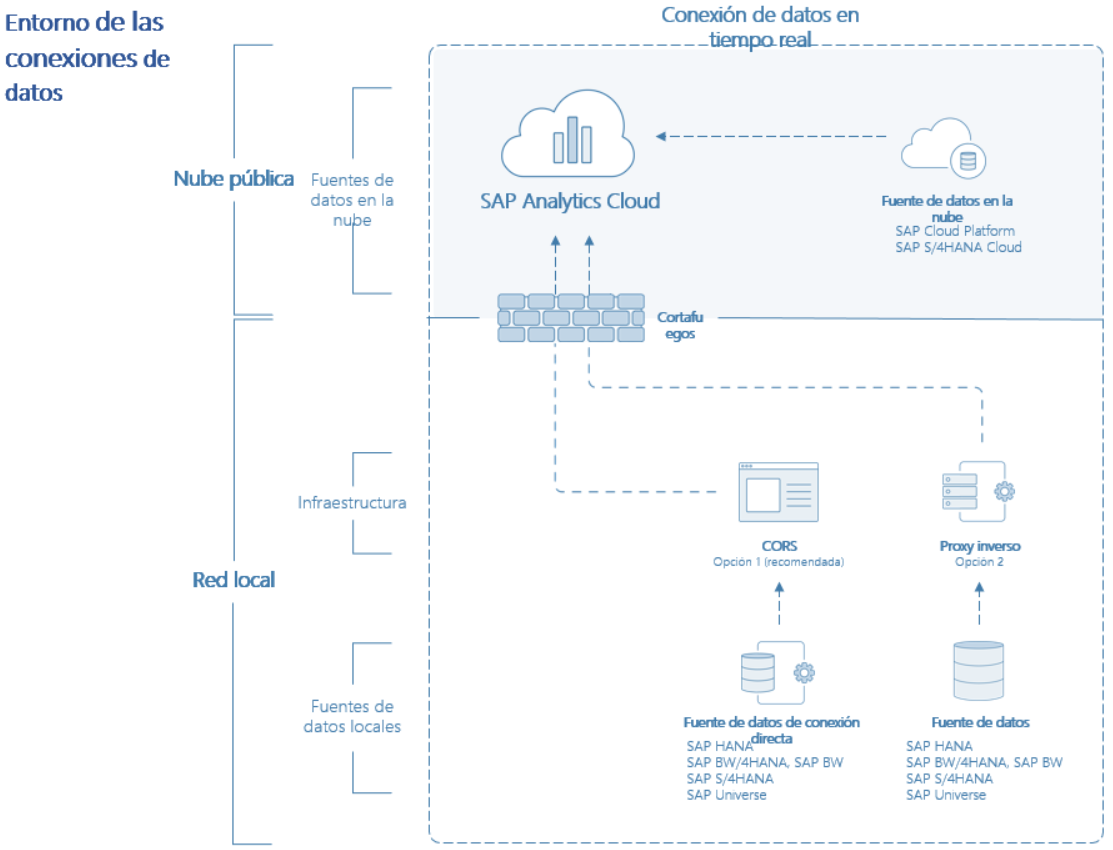 Entorno de las
conexiones de
datos
Conexión de datos en
tiempo real
Nube pública
Fuentes de
datos en la
nube
SAP Analytics Cloud
Fuente de datos en la
nube
SAP Cloud Platform
SAP S/4HANA Cloud
Cortafu
egos
Red local
Infraestructura
CORS
Opción 1 (recomendada)
Proxy inverso
Opción 2
Fuentes de
datos locales
Fuente de datos de conexión
directa
SAP HANA
SAP BW/4HANA, SAP BW
SAP S/4HANA
SAP Universe
Fuente de datos
SAP HANA
SAP BW/4HANA, SAP BW
SAP S/4HANA
SAP Universe